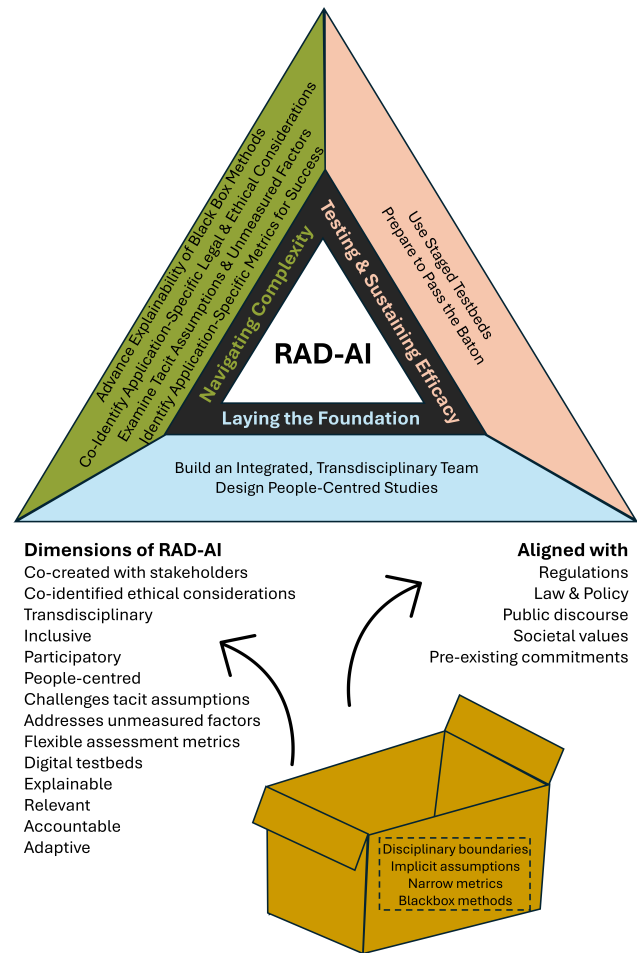 Advance Explainability of Black Box Methods
Co-Identify Application-Specific Legal & Ethical Considerations
Examine Tacit Assumptions & Unmeasured Factors
Identify Application-Specific Metrics for Success
Navigating Complexity
Testing & Sustaining Efficacy
Use Staged Testbeds
Prepare to Pass the Baton
RAD-AI
Laying the Foundation
Build an Integrated, Transdisciplinary Team
Design People-Centred Studies
Dimensions of RAD-AI
Co-created with stakeholders
Co-identified ethical considerations
Transdisciplinary
Inclusive
Participatory
People-centred
Challenges tacit assumptions
Addresses unmeasured factors
Flexible assessment metrics
Digital testbeds
Explainable
Relevant
Accountable
Adaptive
Aligned with
Regulations
Law & Policy
Public discourse
Societal values
Pre-existing commitments
Disciplinary boundaries
Implicit assumptions
Narrow metrics
Blackbox methods